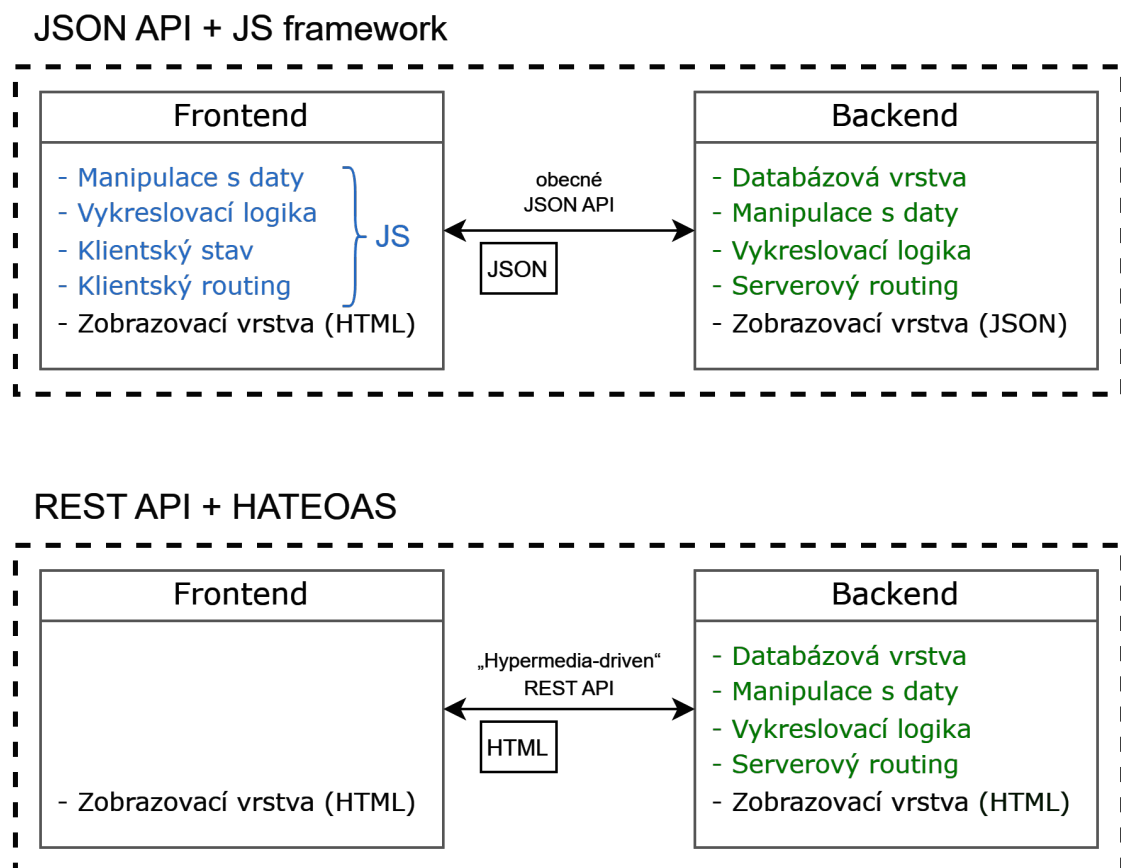 JSON API + JS framework
Frontend
- Manipulace s daty
- Vykreslovací logika
- Klientský stav
- Klientský routing
JS
- Zobrazovací vrstva (HTML)
obecné
JSON API
JSON
Backend
- Databázová vrstva
- Manipulace s daty
- Vykreslovací logika
- Serverový routing
- Zobrazovací vrstva (JSON)
REST API + HATEOAS
Frontend
- Zobrazovací vrstva (HTML)
„Hypermedia-driven“
REST API
HTML
Backend
- Databázová vrstva
- Manipulace s daty
- Vykreslovací logika
- Serverový routing
- Zobrazovací vrstva (HTML)